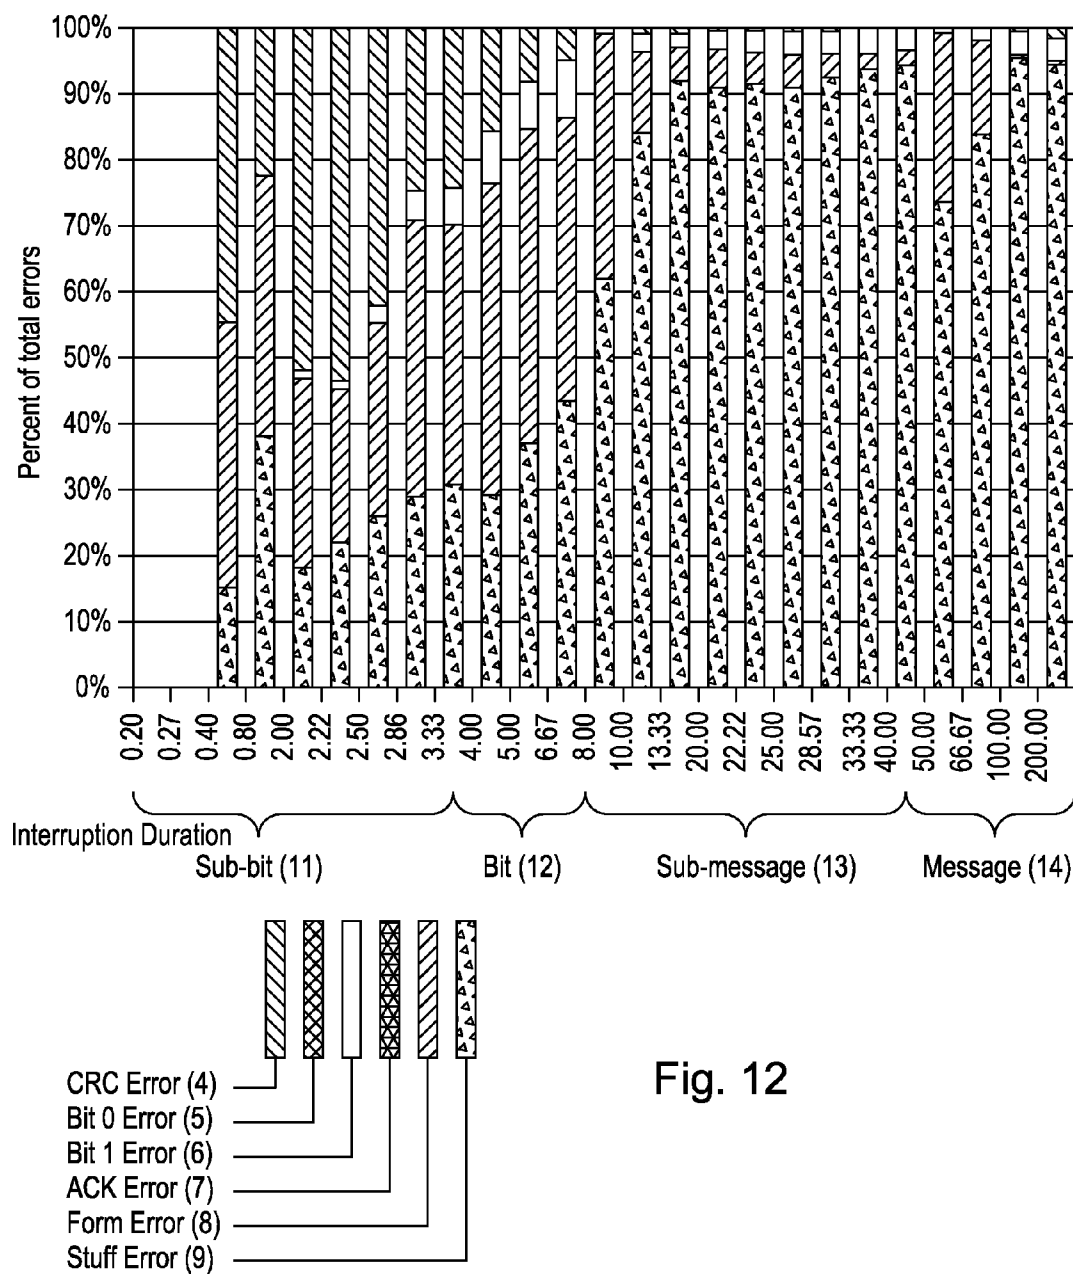 Percent of total errors
100%
90%
80%
70%
60%
50%
40%
30%
20%
10%
0%
0.20
0.27
0.40
0.80
2.00
2.22
2.50
2.86
3.33
4.00
5.00
6.67
8.00
10.00
13.33
20.00
22.22
25.00
28.57
33.33
40.00
50.00
66.67
100.00
200.00
Interruption Duration
Sub-bit (11)
Bit (12)
Sub-message (13)
Message (14)
CRC Error (4)
Bit 0 Error (5)
Bit 1 Error (6)
ACK Error (7)
Form Error (8)
Stuff Error (9)
Fig. 12